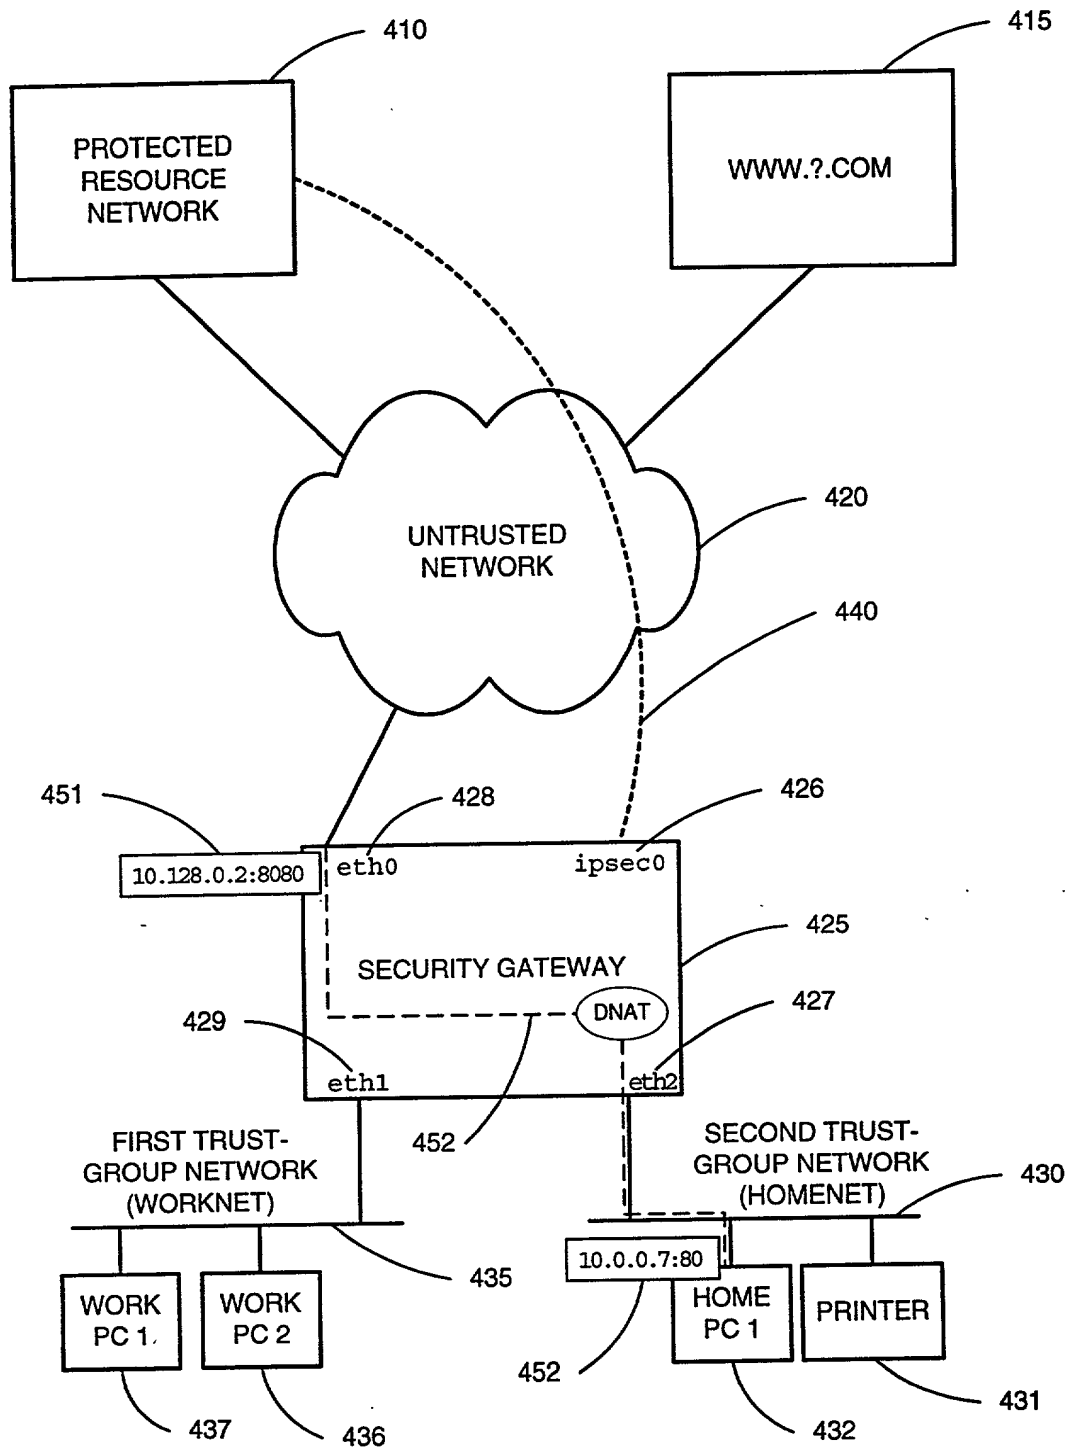 410
415
PROTECTED
RESOURCE
NETWORK
WWW.?.COM
420
UNTRUSTED
NETWORK
440
451
428
426
10.128.0.2:8080
eth0
ipsec0
425
SECURITY GATEWAY
DNAT
427
429
eth1
eth2
452
FIRST TRUST-
GROUP NETWORK
(WORKNET)
SECOND TRUST-
GROUP NETWORK
(HOMENET)
430
10.0.0.7:80
435
WORK
PC 1
WORK
PC 2
HOME
PC 1
PRINTER
452
437
436
432
431